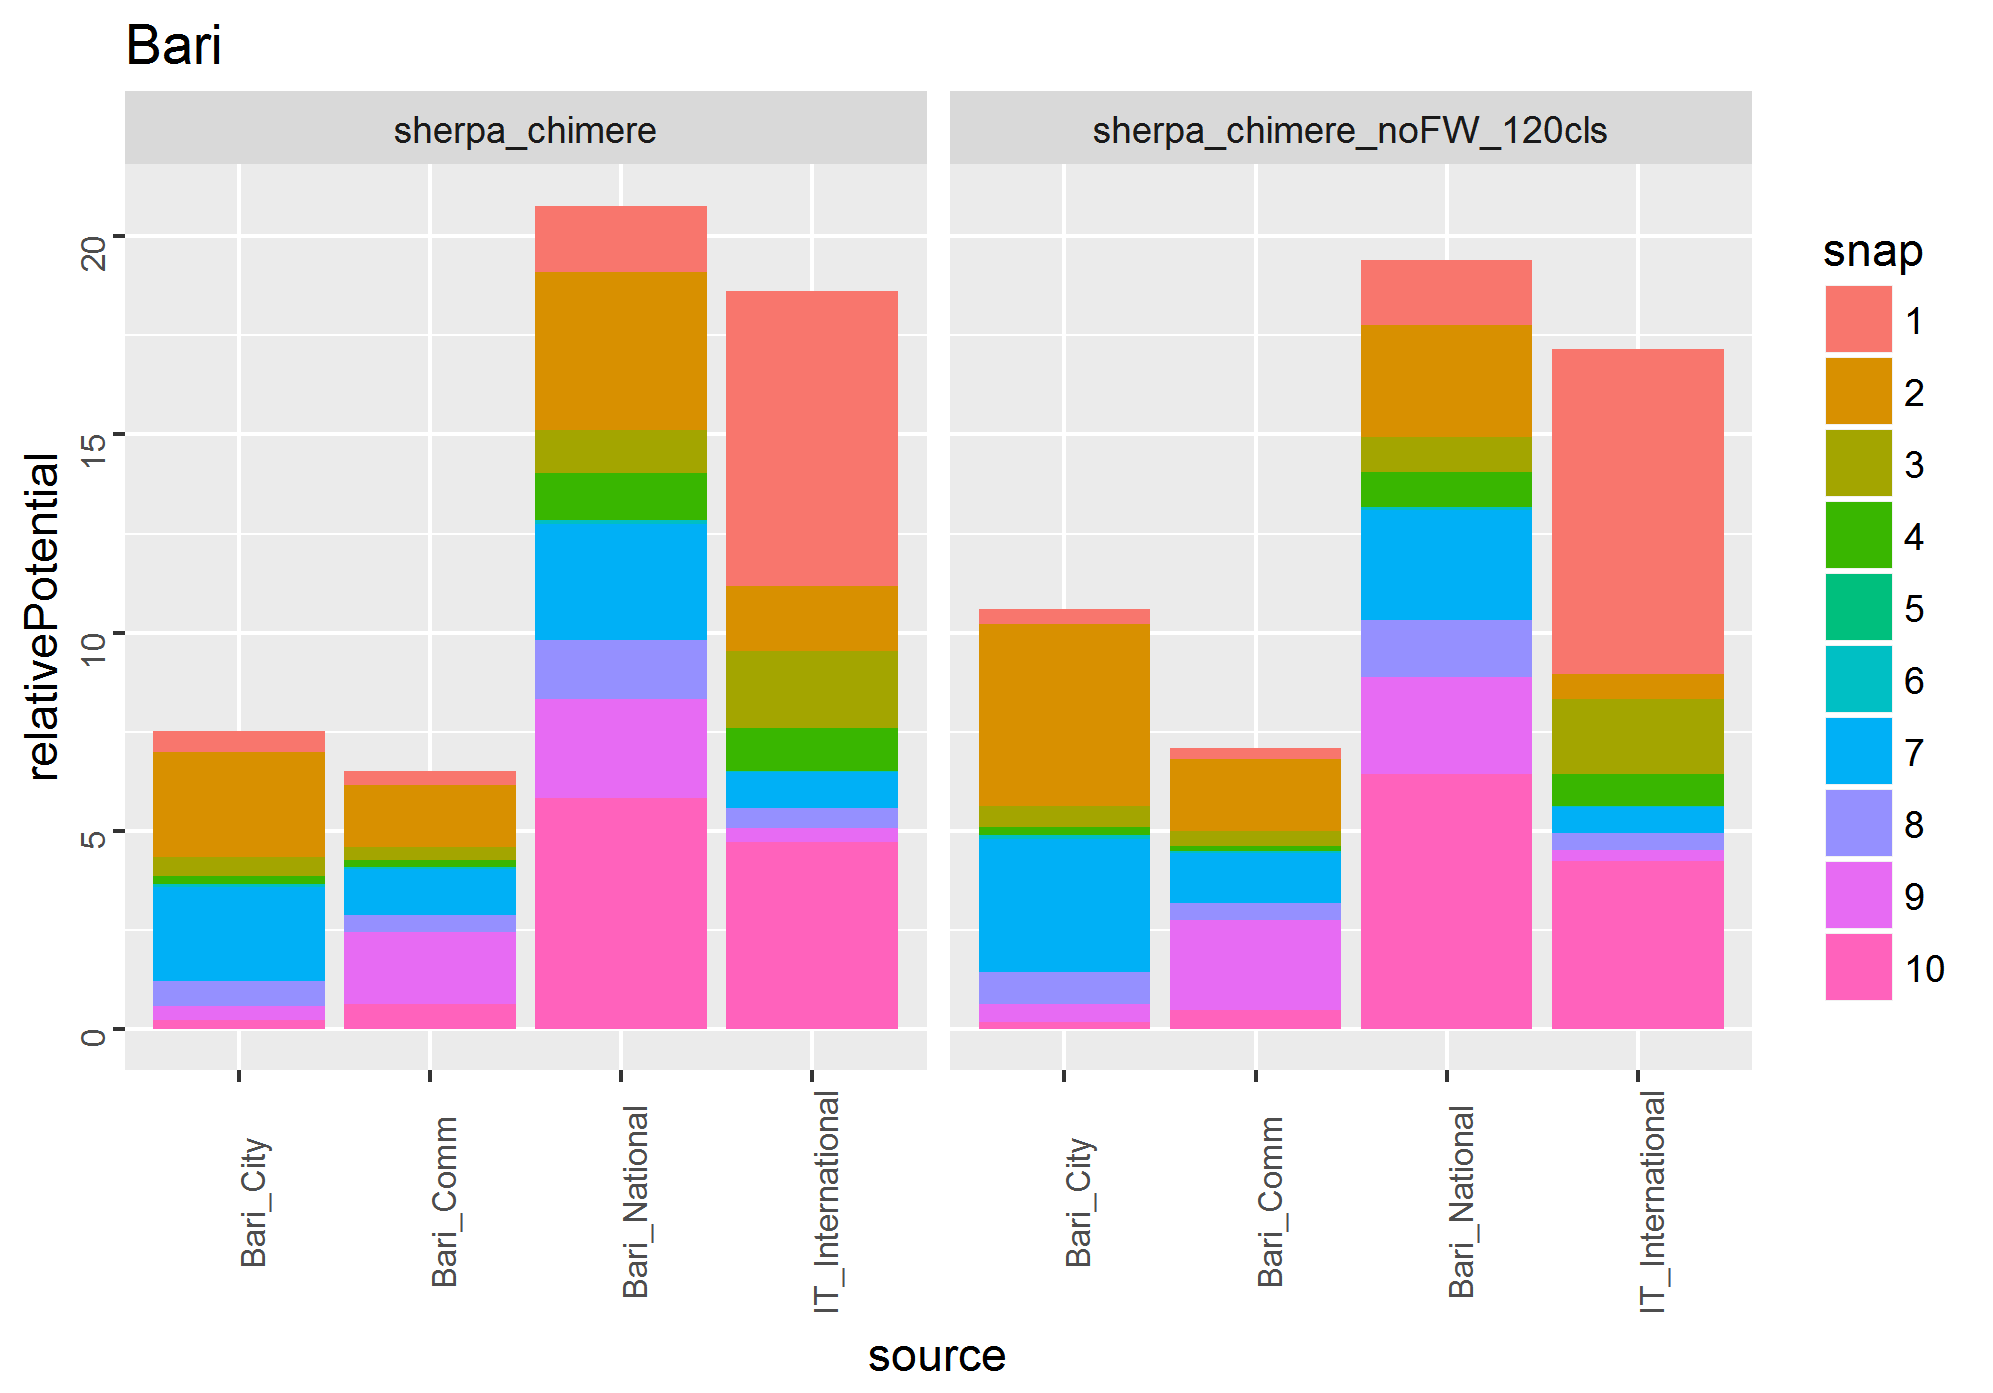 Bari
sherpa_chimere
sherpa_chimere_noFW_120cls
relativePotential
20
15
10
5
0
Bari_City
Bari_Comm
Bari_National
IT_International
Bari_City
Bari_Comm
Bari_National
IT_International
source
snap
1
2
3
4
5
6
7
8
9
10